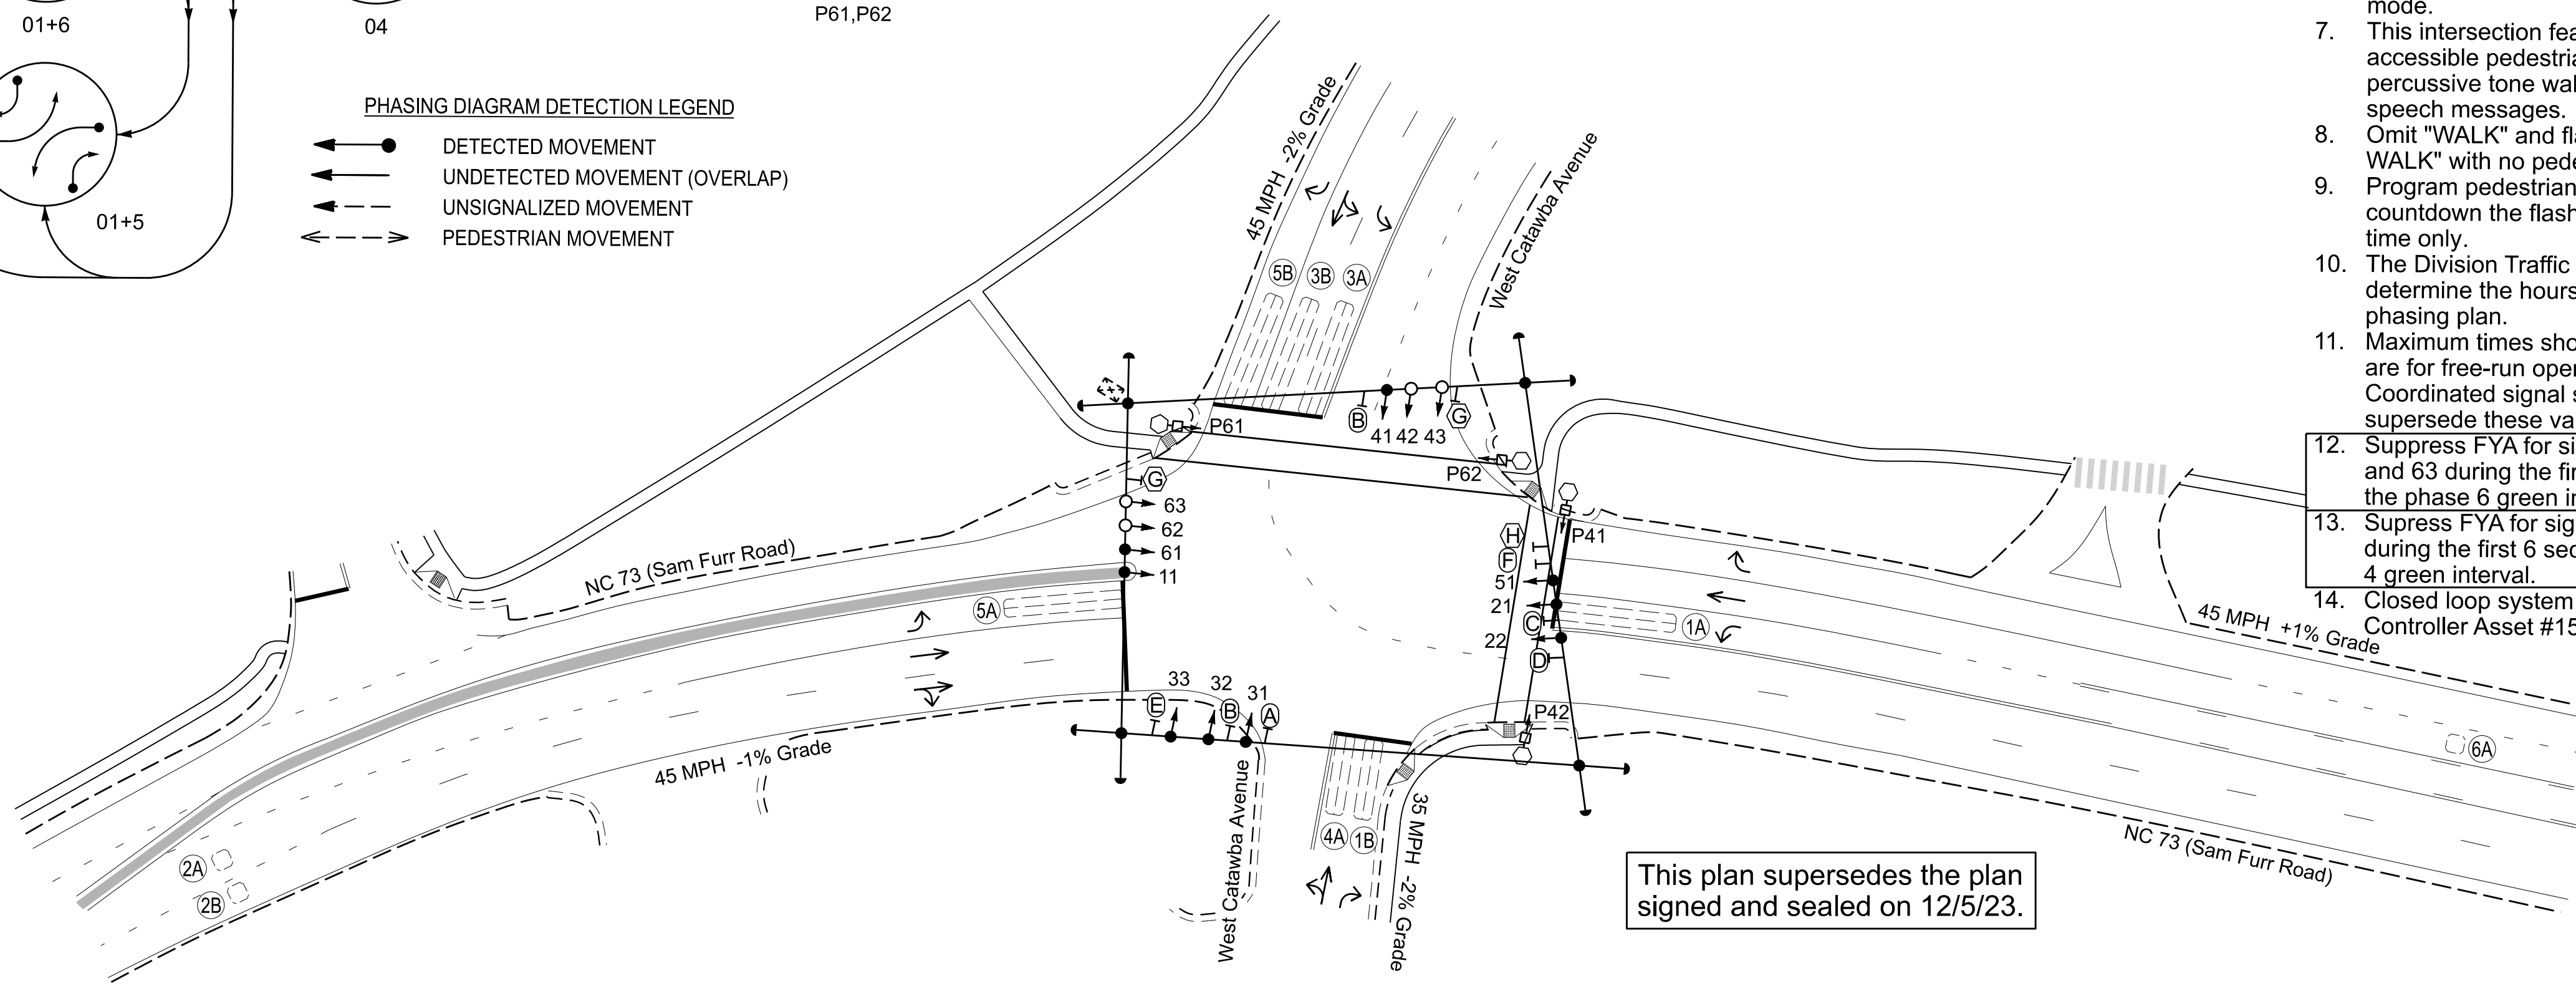 01+6
04
P61,P62
01+5
PHASING DIAGRAM DETECTION LEGEND
DETECTED MOVEMENT
UNDETECTED MOVEMENT (OVERLAP)
UNSIGNALIZED MOVEMENT
PEDESTRIAN MOVEMENT
45 MPH -2% Grade
West Catawba Avenue
5B
3B
3A
B
41
42
43
G
P61
P62
G
63
62
61
11
H
F
51
21
C
22
D
P41
NC 73 (Sam Furr Road)
5A
1A
45 MPH +1% Grade
33
32
31
E
B
A
P42
45 MPH -1% Grade
West Catawba Avenue
4A
1B
35 MPH -2% Grade
6A
2A
2B
NC 73 (Sam Furr Road)
This plan supersedes the plan
signed and sealed on 12/5/23.
mode.
7. This intersection fea
accessible pedestria
percussive tone wal
speech messages.
8. Omit "WALK" and fla
WALK" with no pede
9. Program pedestrian
countdown the flash
time only.
10. The Division Traffic
determine the hours
phasing plan.
11. Maximum times sho
are for free-run oper
Coordinated signal s
supersede these va
12. Suppress FYA for si
and 63 during the fir
the phase 6 green in
13. Supress FYA for sig
during the first 6 sec
4 green interval.
14. Closed loop system
Controller Asset #15